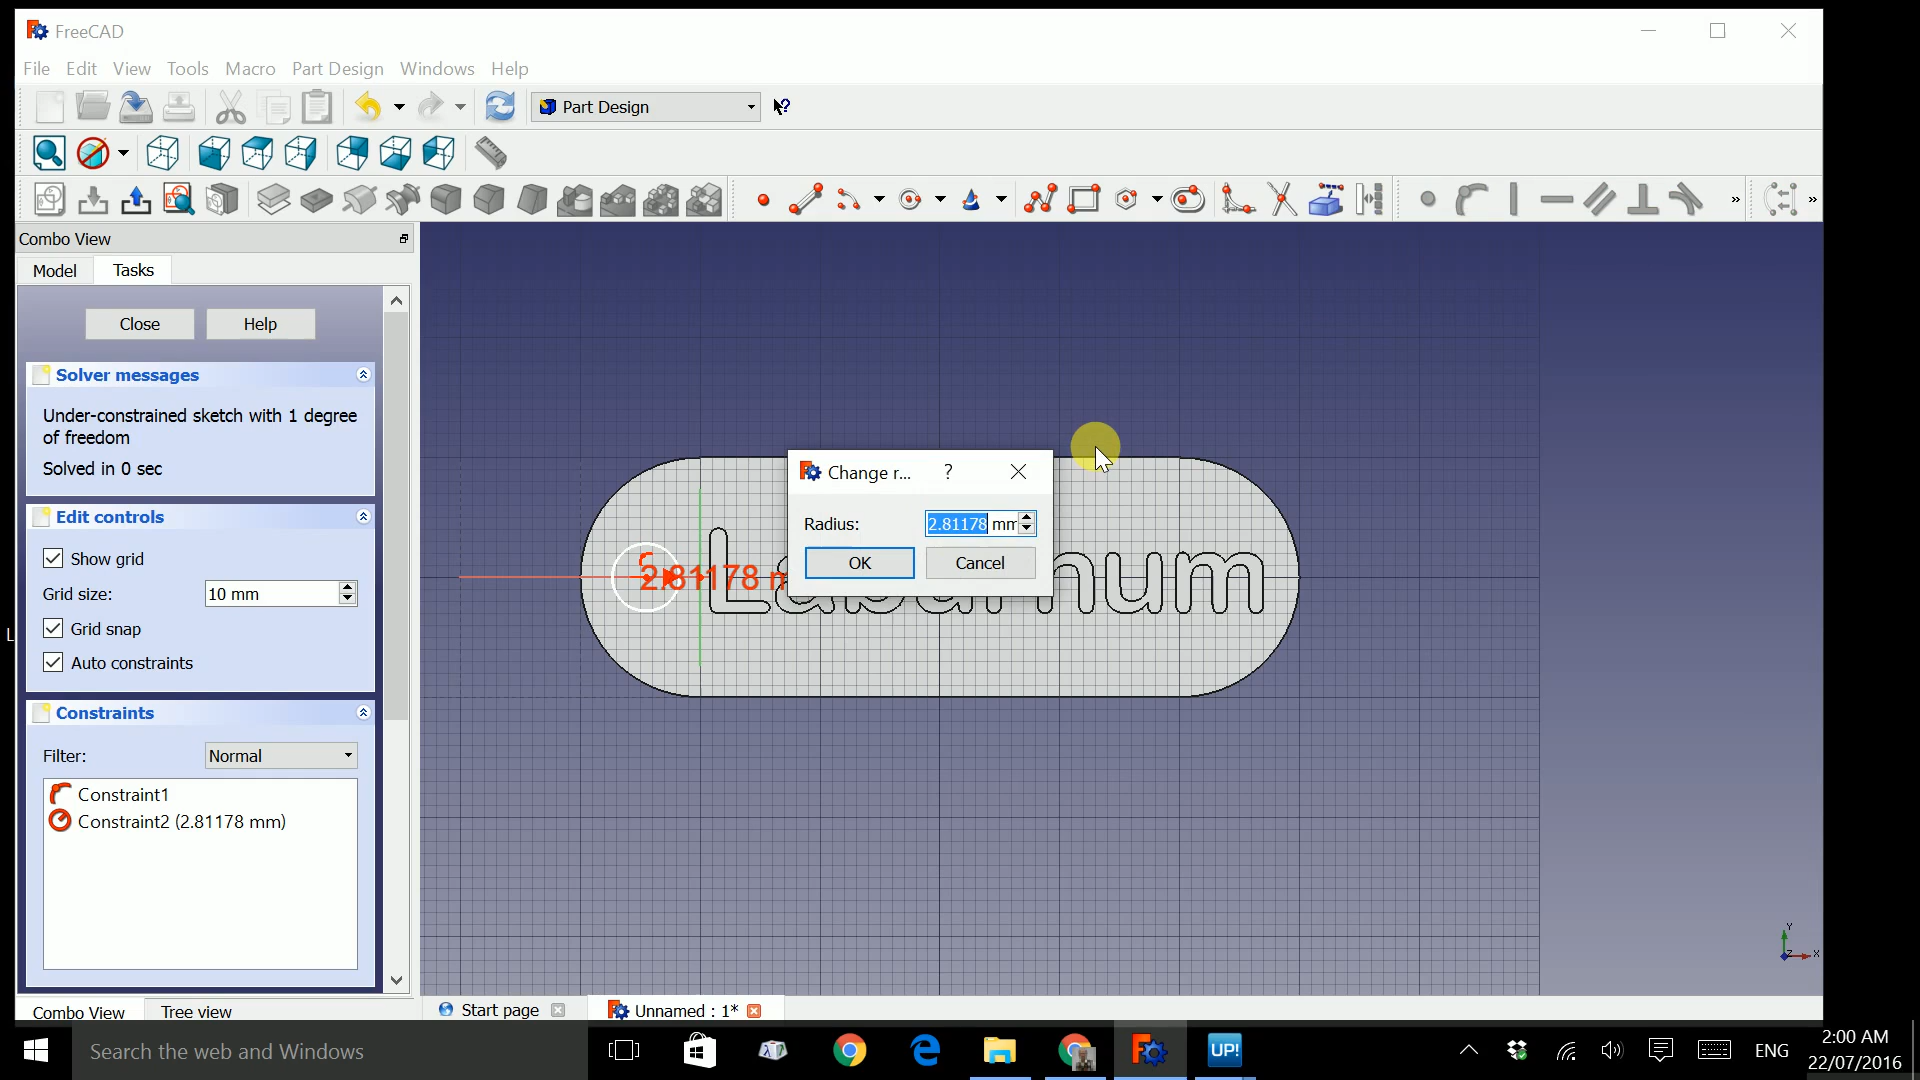 FreeCAD
File Edit View Tools Macro Part Design Windows Help
Part Design
Combo View
Model Tasks
Close Help
Solver messages
Under-constrained sketch with 1 degree
of freedom
Solved in 0 sec
Edit controls
Show grid
Grid size: 10 mm
Grid snap
Auto constraints
Constraints
Filter: Normal
Constraint1
Constraint2 (2.81178 mm)
Combo View Tree view
Change r... ?
Radius: 2.81178 mm
OK Cancel
2.81178 m
Laburnum
Y
X
Z
Start page Unnamed : 1*
Search the web and Windows
UP!
ENG
2:00 AM
22/07/2016